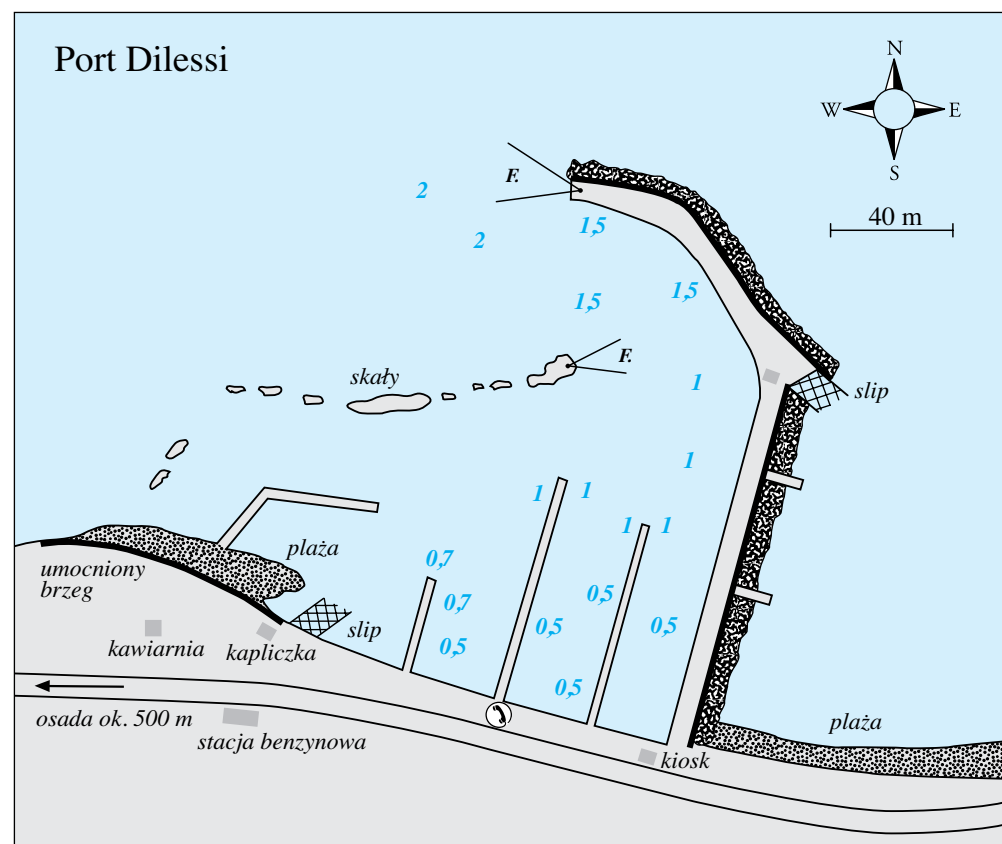 Port Dilessi
N
W E
S
40 m
F.
2
1,5
2
1,5
1,5
F.
skały
1
slip
1
1
1
1
1
plaża
umocniony
brzeg
0,7
0,7
0,5
0,5
0,5
0,5
0,5
slip
kawiarnia
kapliczka
osada ok. 500 m
stacja benzynowa
kiosk
plaża